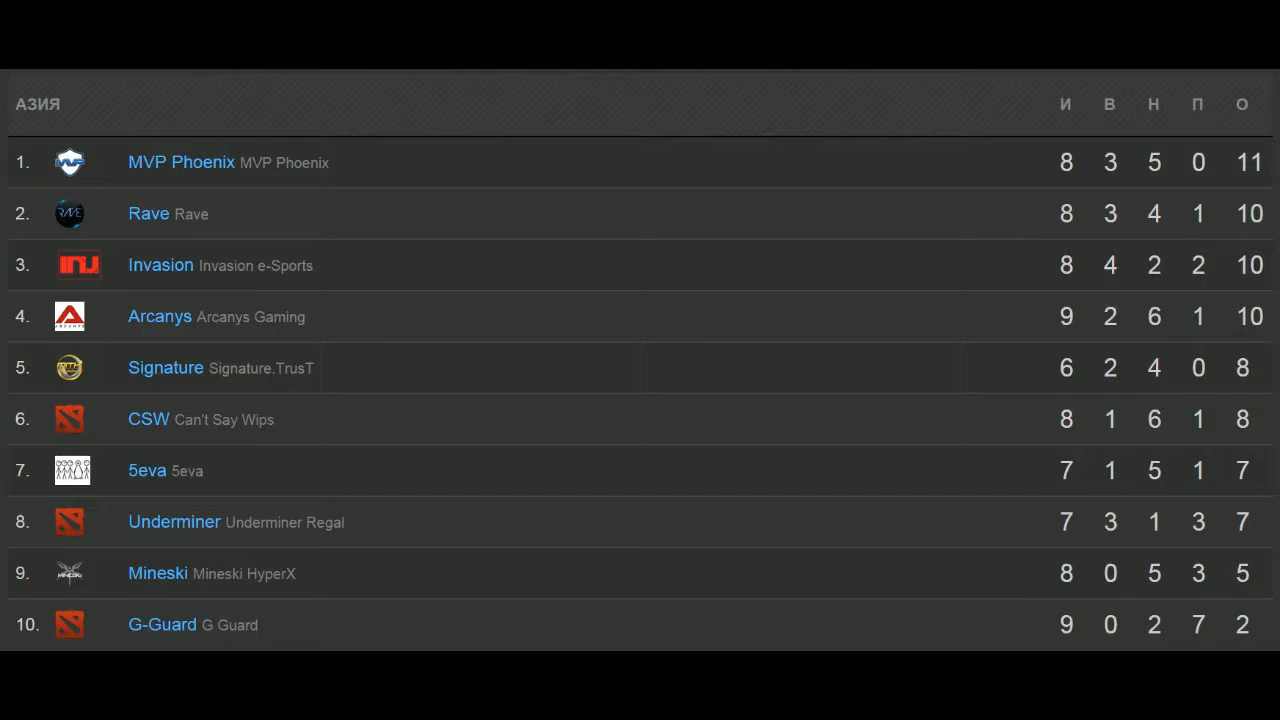 АЗИЯ И В Н П О
1. MVP Phoenix MVP Phoenix 8 3 5 0 11
2. RAVE Rave Rave 8 3 4 1 10
3. INV Invasion Invasion e-Sports 8 4 2 2 10
4. ARCANYS Arcanys Arcanys Gaming 9 2 6 1 10
5. Signature Signature.TrusT 6 2 4 0 8
6. CSW Can't Say Wips 8 1 6 1 8
7. 5eva 5eva 7 1 5 1 7
8. Underminer Underminer Regal 7 3 1 3 7
9. MINESKI Mineski Mineski HyperX 8 0 5 3 5
10. G-Guard G Guard 9 0 2 7 2